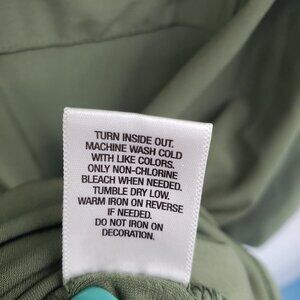 TURN INSIDE OUT.
MACHINE WASH COLD
WITH LIKE COLORS.
ONLY NON-CHLORINE
BLEACH WHEN NEEDED.
TUMBLE DRY LOW.
WARM IRON ON REVERSE
IF NEEDED.
DO NOT IRON ON
DECORATION.